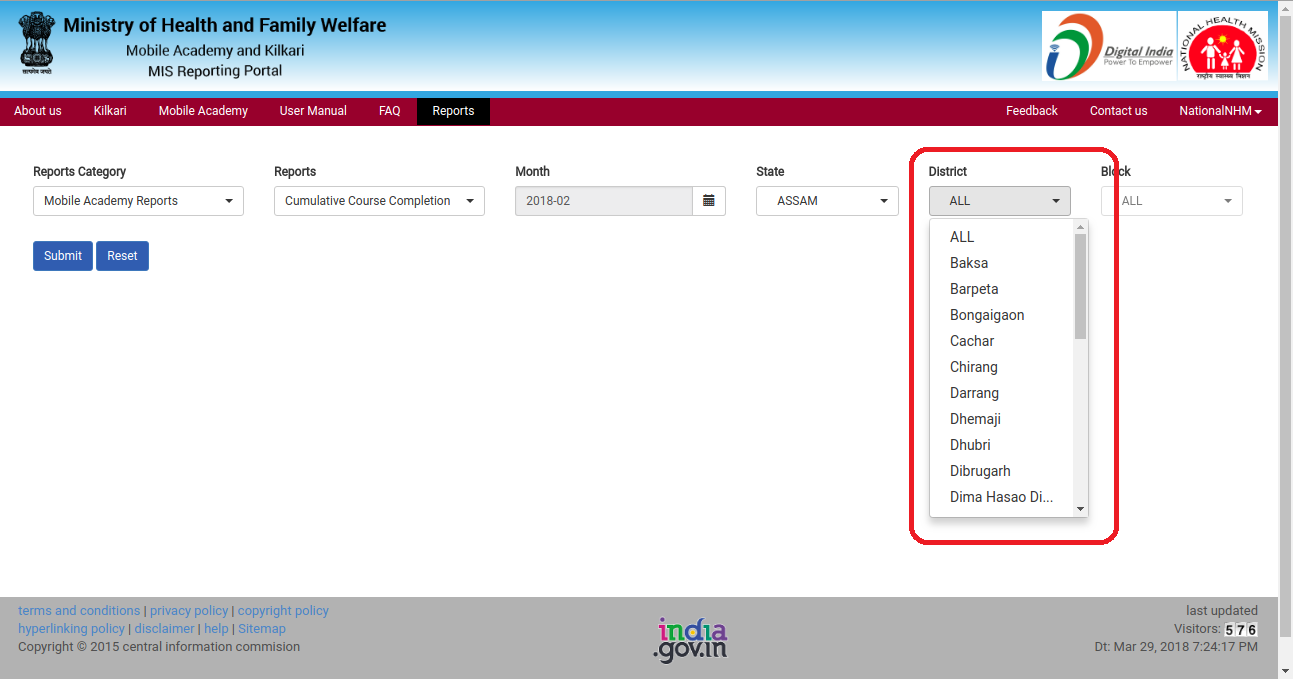 Ministry of Health and Family Welfare
Mobile Academy and Kilkari
MIS Reporting Portal
सत्यमेव जयते
Digital India
Power To Empower
NATIONAL HEALTH MISSION
राष्ट्रीय स्वास्थ्य मिशन
About us Kilkari Mobile Academy User Manual FAQ Reports Feedback Contact us NationalNHM
Reports Category Reports Month State District Block
Mobile Academy Reports Cumulative Course Completion 2018-02 ASSAM ALL ALL
Submit Reset
ALL
Baksa
Barpeta
Bongaigaon
Cachar
Chirang
Darrang
Dhemaji
Dhubri
Dibrugarh
Dima Hasao Di...
terms and conditions | privacy policy | copyright policy
hyperlinking policy | disclaimer | help | Sitemap
Copyright © 2015 central information commision
india
.gov.in
last updated
Visitors: 576
Dt: Mar 29, 2018 7:24:17 PM